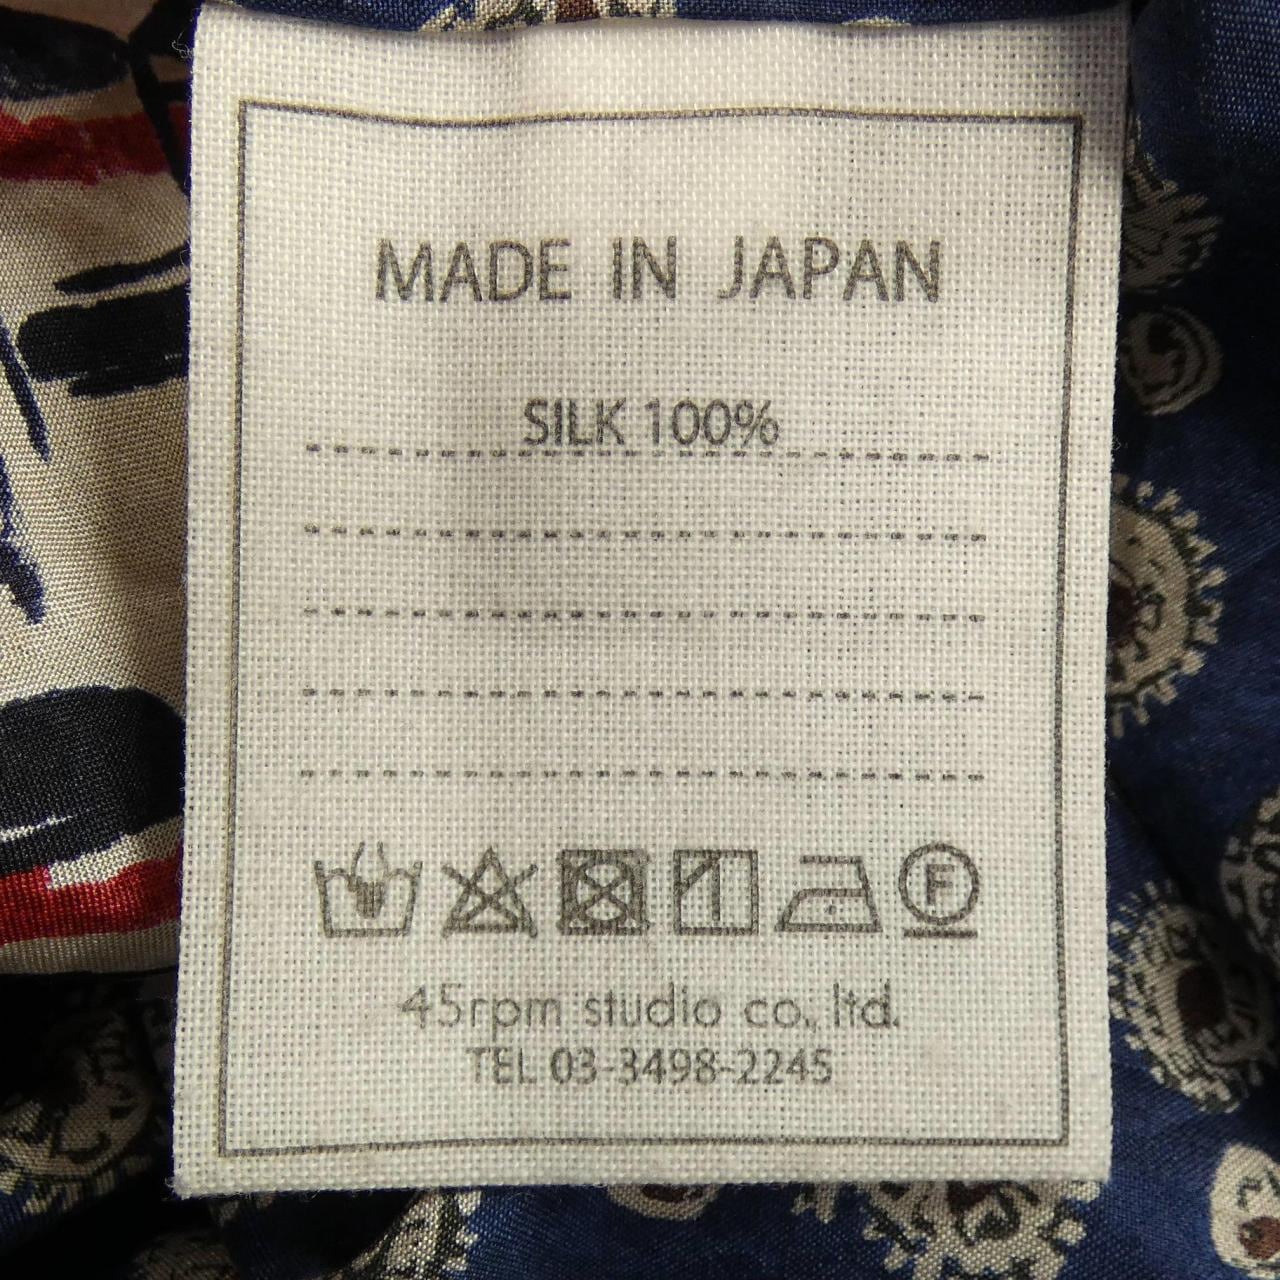 MADE IN JAPAN
SILK 100%
F
45rpm studio co., ltd.
TEL 03-3498-2245